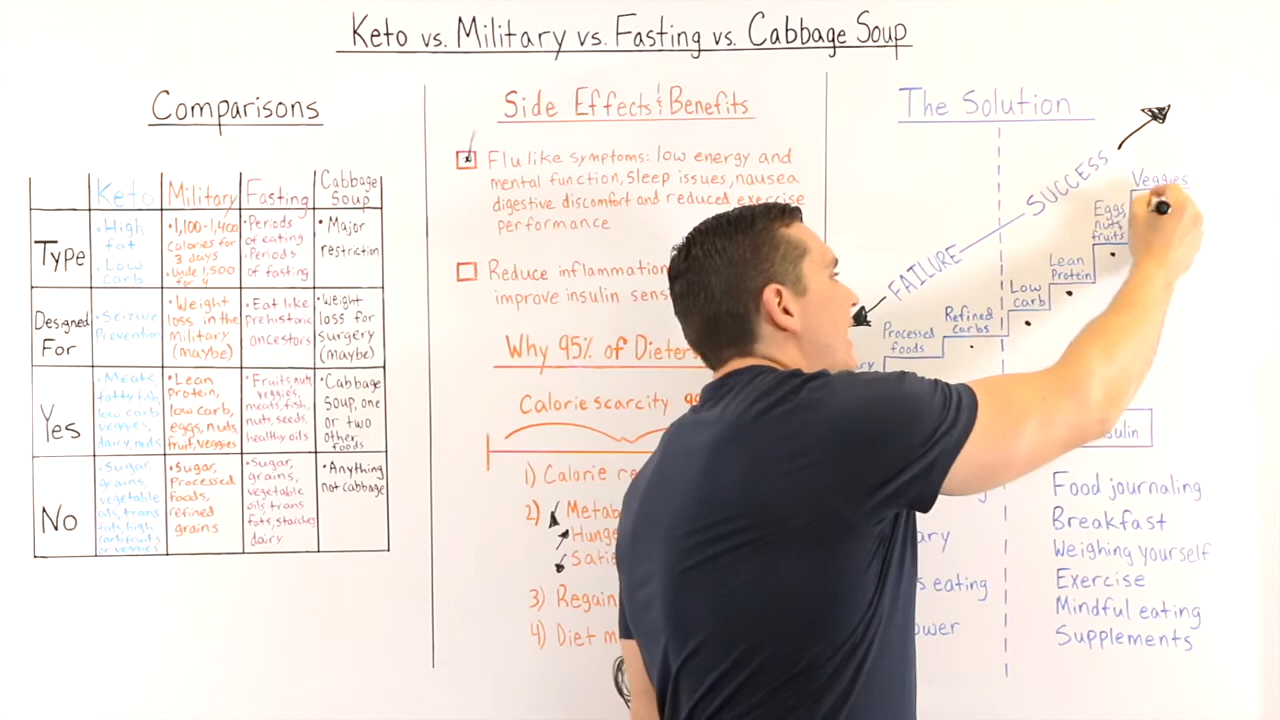 Keto vs. Military vs. Fasting vs. Cabbage Soup
Comparisons
Keto
Military
Fasting
Cabbage
Soup
Type
• High
fat
• Low
carb
• 1,100-1,400
calories for
3 days
for 4
• Periods
of eating
• Periods
of fasting
• Major
restriction
Designed
For
• Seizure
Prevention
• Weight
loss in the
military
(maybe)
• Eat like
prehistoric
ancestors
• Weight
loss for
surgery
(maybe)
Yes
• Meats,
fatty fish,
low carb
veggies,
dairy, nuts
• Lean
Protein,
low carb,
eggs, nuts,
fruit, veggies
• Fruits, nuts
veggies,
meats, fish,
nuts, seeds,
healthy oils
• Cabbage
soup, one
or two
other
foods
No
• Sugar,
grains,
vegetable
oils, trans
fats, high
veggies
• Sugar,
Processed
foods,
refined
grains
• Sugar,
grains,
vegetable
oils, trans
fats, starches
dairy
• Anything
not cabbage
Side Effects & Benefits
Flu like symptoms: low energy and
mental function, sleep issues, nausea
digestive discomfort and reduced exercise
performance
Reduce inflammation
improve insulin sens
Why 95% of Dieters
Calorie scarcity
1) Calorie re
2) Metab
Hunge
Satie
3) Regain
4) Diet m
The Solution
FAILURE
SUCCESS
Processed
foods
Refined
carbs
Low
carb
Lean
Protein
Eggs,
nuts,
fruits
Veggies
sulin
ary
s eating
ower
Food journaling
Breakfast
Weighing yourself
Exercise
Mindful eating
Supplements